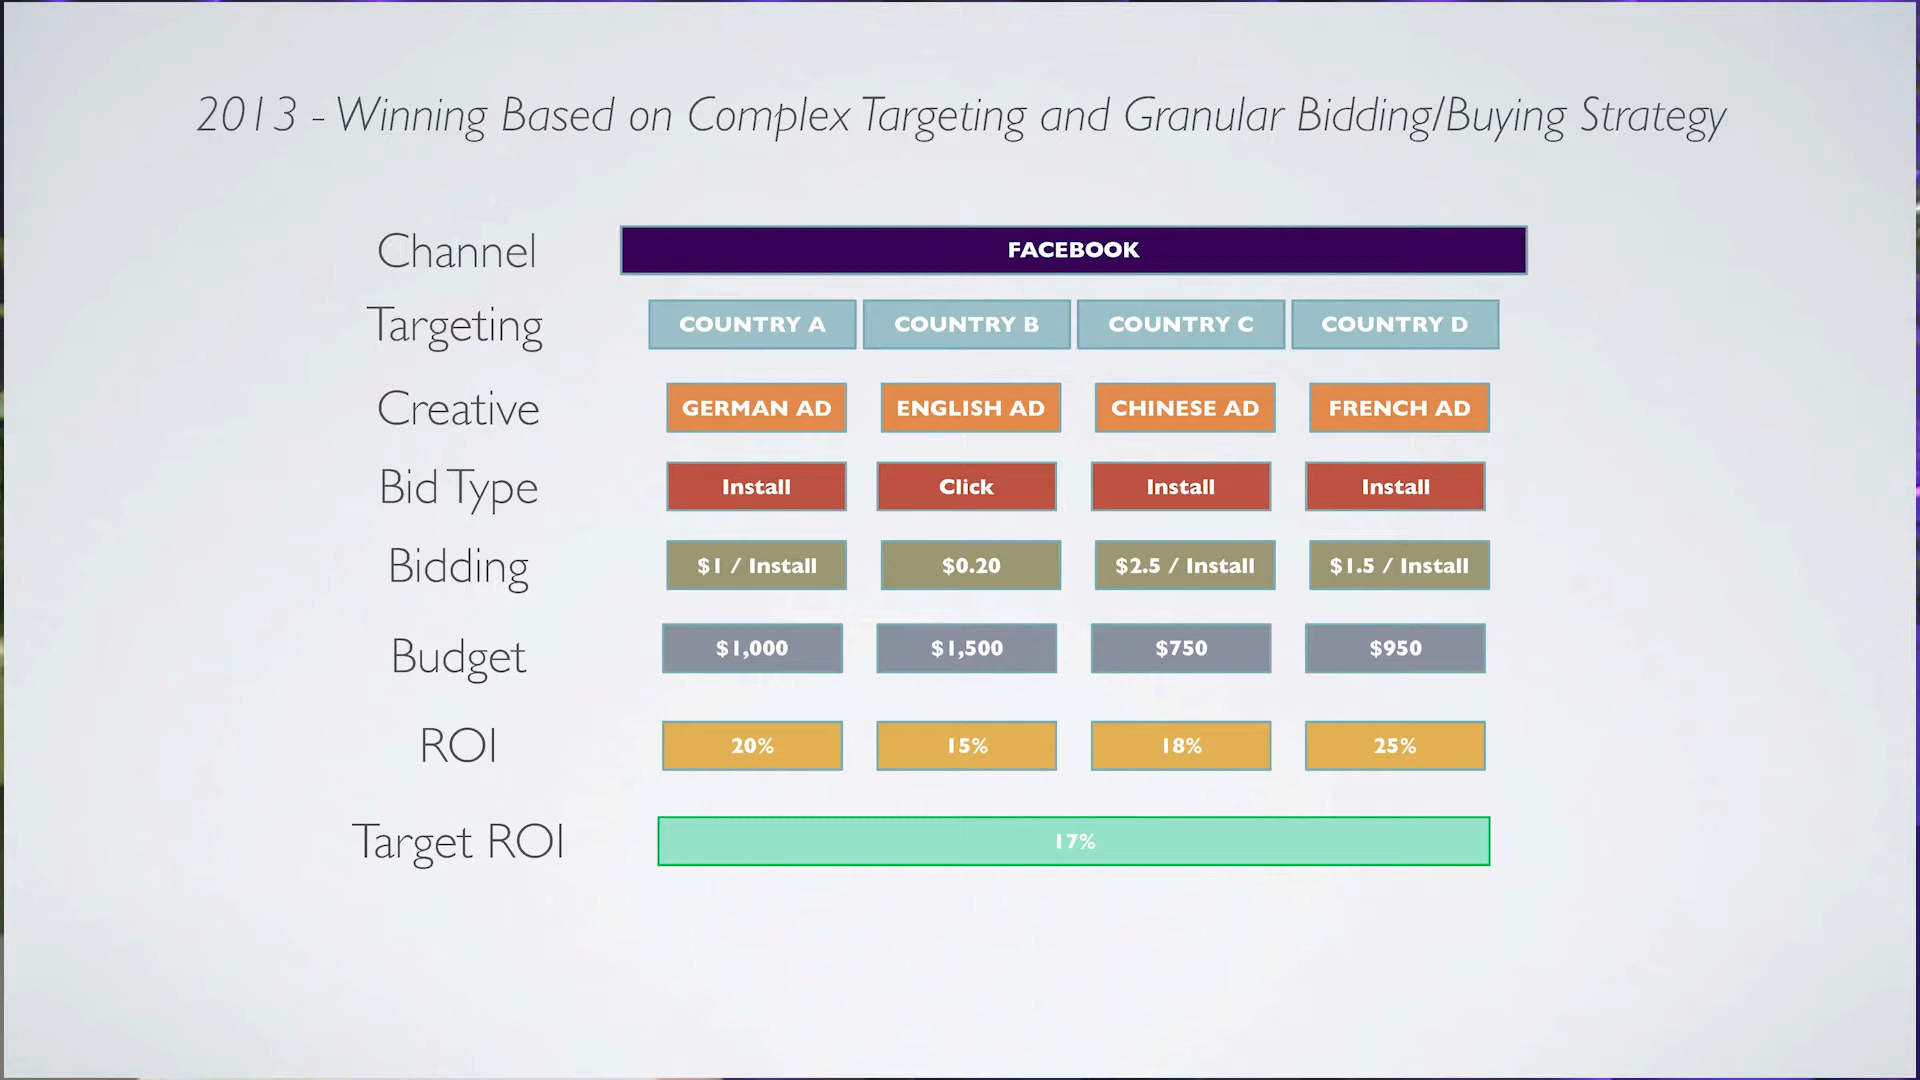 2013 - Winning Based on Complex Targeting and Granular Bidding/Buying Strategy
Channel FACEBOOK
Targeting COUNTRY A COUNTRY B COUNTRY C COUNTRY D
Creative GERMAN AD ENGLISH AD CHINESE AD FRENCH AD
Bid Type Install Click Install Install
Bidding $1 / Install $0.20 $2.5 / Install $1.5 / Install
Budget $1,000 $1,500 $750 $950
ROI 20% 15% 18% 25%
Target ROI 17%